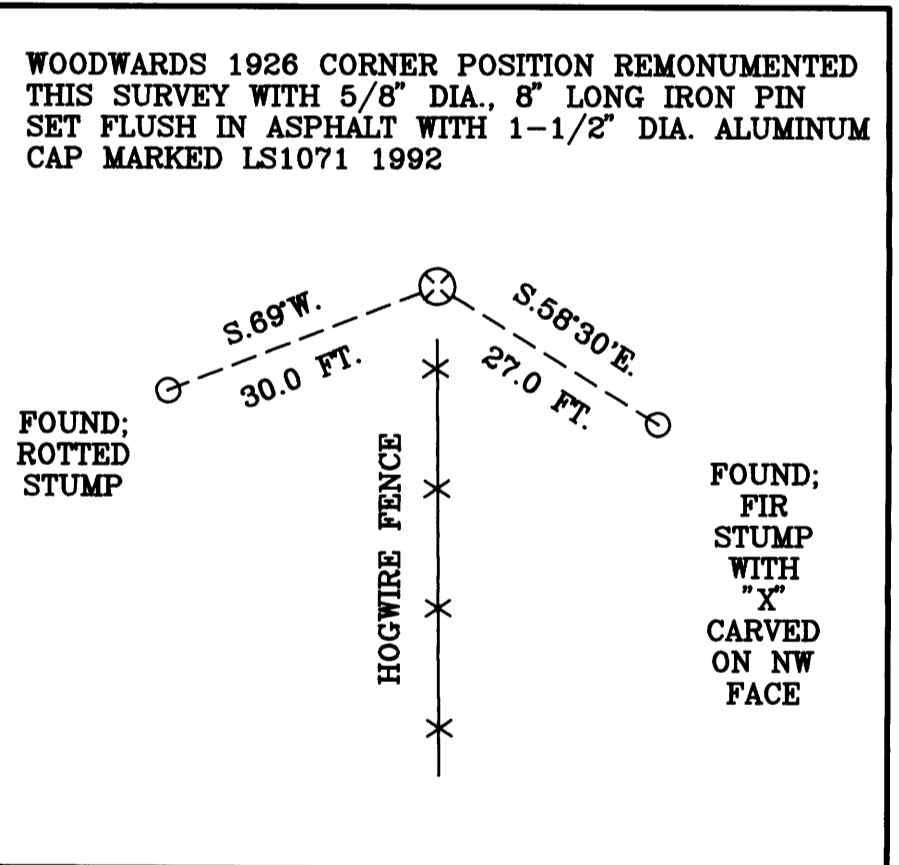 WOODWARDS 1926 CORNER POSITION REMONUMENTED
THIS SURVEY WITH 5/8" DIA., 8" LONG IRON PIN
SET FLUSH IN ASPHALT WITH 1-1/2" DIA. ALUMINUM
CAP MARKED LS1071 1992
S.69°W.
30.0 FT.
S.58°30'E.
27.0 FT.
FOUND;
ROTTED
STUMP
HOGWIRE FENCE
FOUND;
FIR
STUMP
WITH
"X"
CARVED
ON NW
FACE